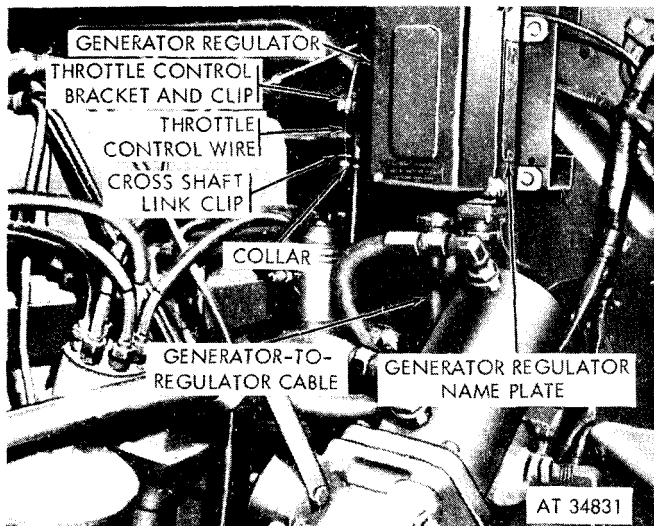 GENERATOR REGULATOR
THROTTLE CONTROL
BRACKET AND CLIP
THROTTLE
CONTROL WIRE
CROSS SHAFT
LINK CLIP
COLLAR
GENERATOR-TO-
REGULATOR CABLE
GENERATOR REGULATOR
NAME PLATE
AT 34831